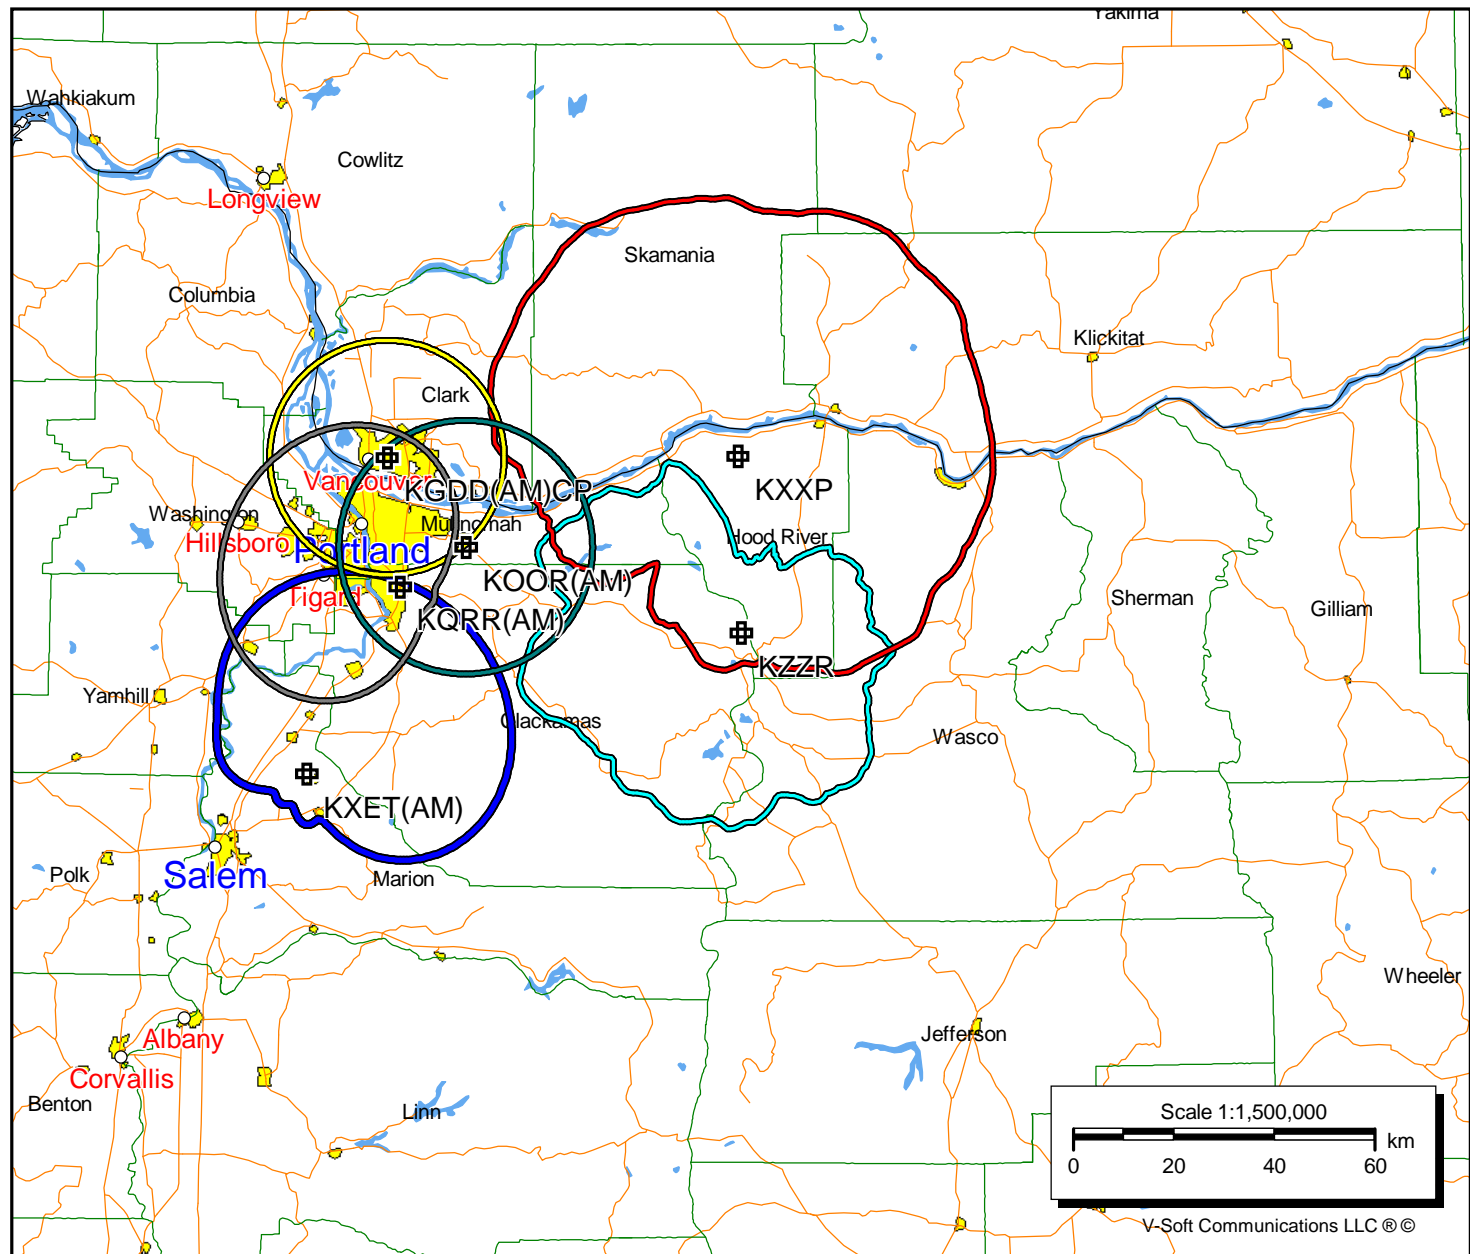 Yakima
Wahkiakum
Cowlitz
Longview
Skamania
Columbia
Klickitat
Clark
Vancouver
KGDD(AM)CP
KXXP
Washington
Multnomah
Hood River
Hillsboro
Portland
KOOR(AM)
Tigard
KQRR(AM)
Sherman
Gilliam
KZZR
Yamhill
Clackamas
Wasco
KXET(AM)
Salem
Polk
Marion
Wheeler
Albany
Jefferson
Corvallis
Benton
Linn
Scale 1:1,500,000
km
0 20 40 60
V-Soft Communications LLC ® ©